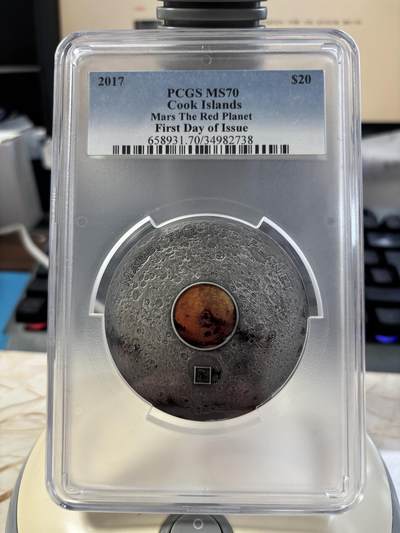 2017 $20
PCGS MS70
Cook Islands
Mars The Red Planet
First Day of Issue
658931.70/34982738